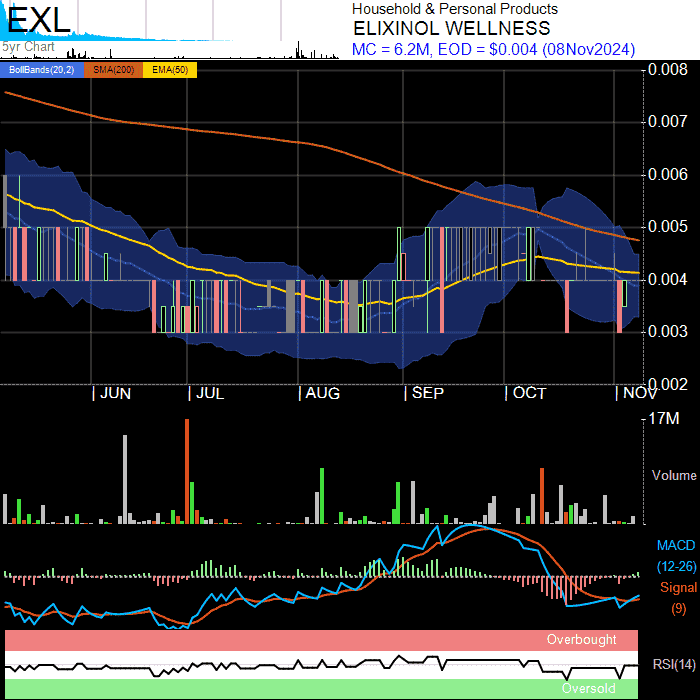 EXL
5yr Chart
Household & Personal Products
ELIXINOL WELLNESS
MC = 6.2M, EOD = $0.004 (08Nov2024)
BollBands(20,2) SMA(200) EMA(50)
0.008
0.007
0.006
0.005
0.004
0.003
0.002
JUN JUL AUG SEP OCT NOV
17M
Volume
MACD
(12-26)
Signal
(9)
Overbought
RSI(14)
Oversold